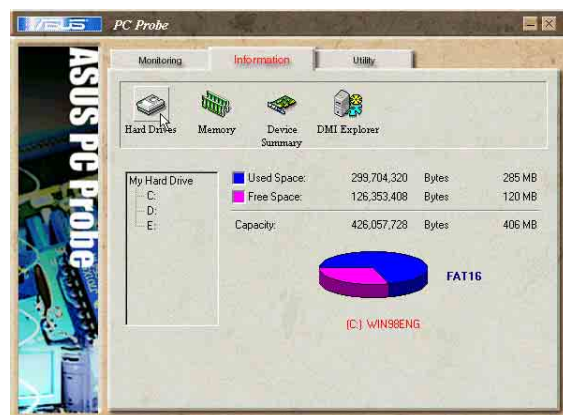 ASUS PC Probe
ASUS PC Probe
Monitoring Information Utility
Hard Drives Memory Device Summary DMI Explorer
My Hard Drive
C:
D:
E:
Used Space: 299,704,320 Bytes 285 MB
Free Space: 126,353,408 Bytes 120 MB
Capacity: 426,057,728 Bytes 406 MB
FAT16
(C:) WIN98ENG